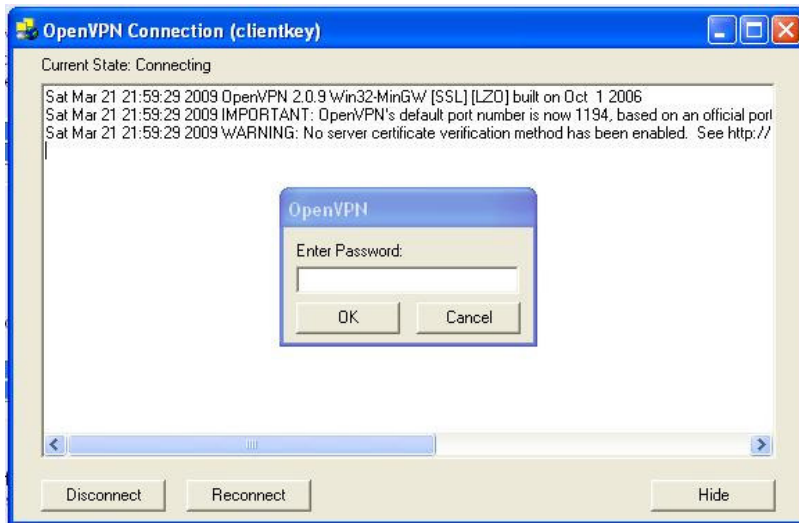 OpenVPN Connection (clientkey)
Current State: Connecting
Sat Mar 21 21:59:29 2009 OpenVPN 2.0.9 Win32-MinGW [SSL] [LZO] built on Oct 1 2006
Sat Mar 21 21:59:29 2009 IMPORTANT: OpenVPN's default port number is now 1194, based on an official port
Sat Mar 21 21:59:29 2009 WARNING: No server certificate verification method has been enabled. See http://
OpenVPN
Enter Password:
OK Cancel
Disconnect Reconnect Hide